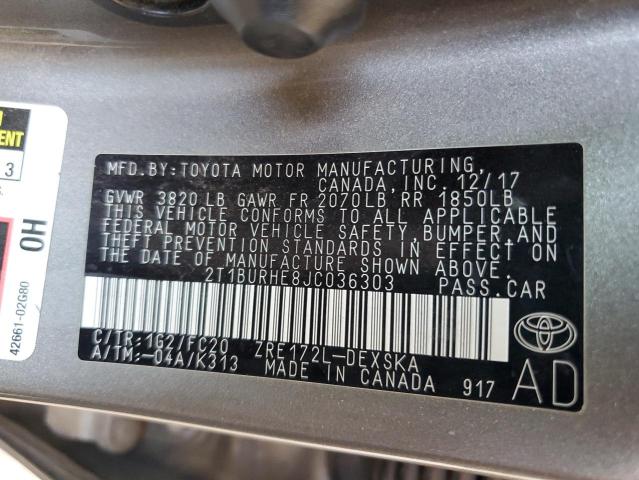 MFD. BY: TOYOTA MOTOR MANUFACTURING,
CANADA, INC. 12/17
GVWR 3820 LB GAWR FR 2070LB RR 1850LB
THIS VEHICLE CONFORMS TO ALL APPLICABLE
FEDERAL MOTOR VEHICLE SAFETY, BUMPER, AND
THEFT PREVENTION STANDARDS IN EFFECT ON
THE DATE OF MANUFACTURE SHOWN ABOVE.
2T1BURHE8JC036303 PASS.CAR
C/TR: 1G2/FC20 ZRE172L-DEXSKA
A/TM: -04A/K313 MADE IN CANADA 917
TOYOTA
AD
3
OH
42661-02G80